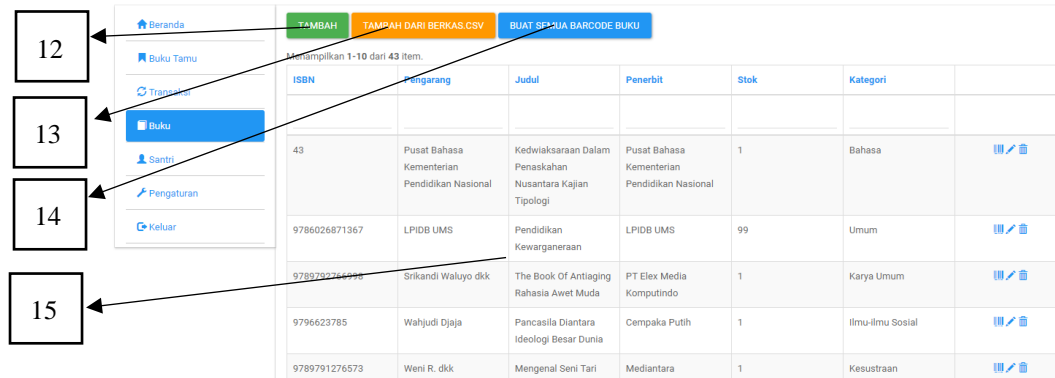 12
13
14
15
Beranda
Buku Tamu
Transaksi
Buku
Santri
Pengaturan
Keluar
TAMBAH TAMBAH DARI BERKAS.CSV BUAT SEMUA BARCODE BUKU
Menampilkan 1-10 dari 43 item.
ISBN Pengarang Judul Penerbit Stok Kategori
43 Pusat Bahasa Kedwiaksaraan Dalam Pusat Bahasa 1 Bahasa
Kementerian Penaskahan Kementerian
Pendidikan Nasional Nusantara Kajian Pendidikan Nasional
Tipologi
9786026871367 LPIDB UMS Pendidikan LPIDB UMS 99 Umum
Kewarganeraan
9789792766998 Srikandi Waluyo dkk The Book Of Antiaging PT Elex Media 1 Karya Umum
Rahasia Awet Muda Komputindo
9796623785 Wahjudi Djaja Pancasila Diantara Cempaka Putih 1 Ilmu-ilmu Sosial
Ideologi Besar Dunia
9789791276573 Weni R. dkk Mengenal Seni Tari Mediantara 1 Kesustraan